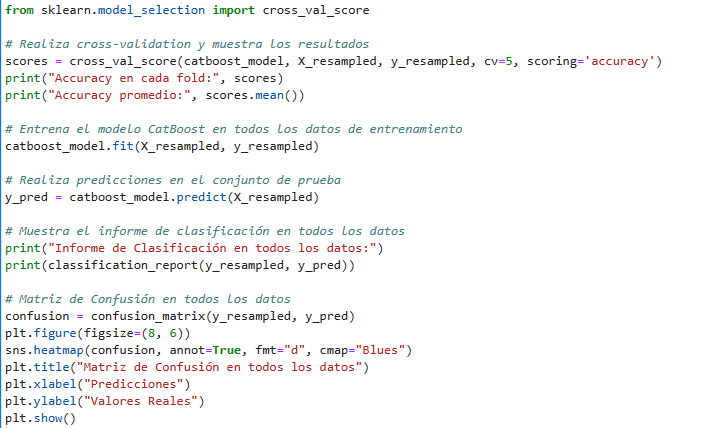 from sklearn.model_selection import cross_val_score
# Realiza cross-validation y muestra los resultados
scores = cross_val_score(catboost_model, X_resampled, y_resampled, cv=5, scoring='accuracy')
print("Accuracy en cada fold:", scores)
print("Accuracy promedio:", scores.mean())
# Entrena el modelo CatBoost en todos los datos de entrenamiento
catboost_model.fit(X_resampled, y_resampled)
# Realiza predicciones en el conjunto de prueba
y_pred = catboost_model.predict(X_resampled)
# Muestra el informe de clasificación en todos los datos
print("Informe de Clasificación en todos los datos:")
print(classification_report(y_resampled, y_pred))
# Matriz de Confusión en todos los datos
confusion = confusion_matrix(y_resampled, y_pred)
plt.figure(figsize=(8, 6))
sns.heatmap(confusion, annot=True, fmt="d", cmap="Blues")
plt.title("Matriz de Confusión en todos los datos")
plt.xlabel("Predicciones")
plt.ylabel("Valores Reales")
plt.show()